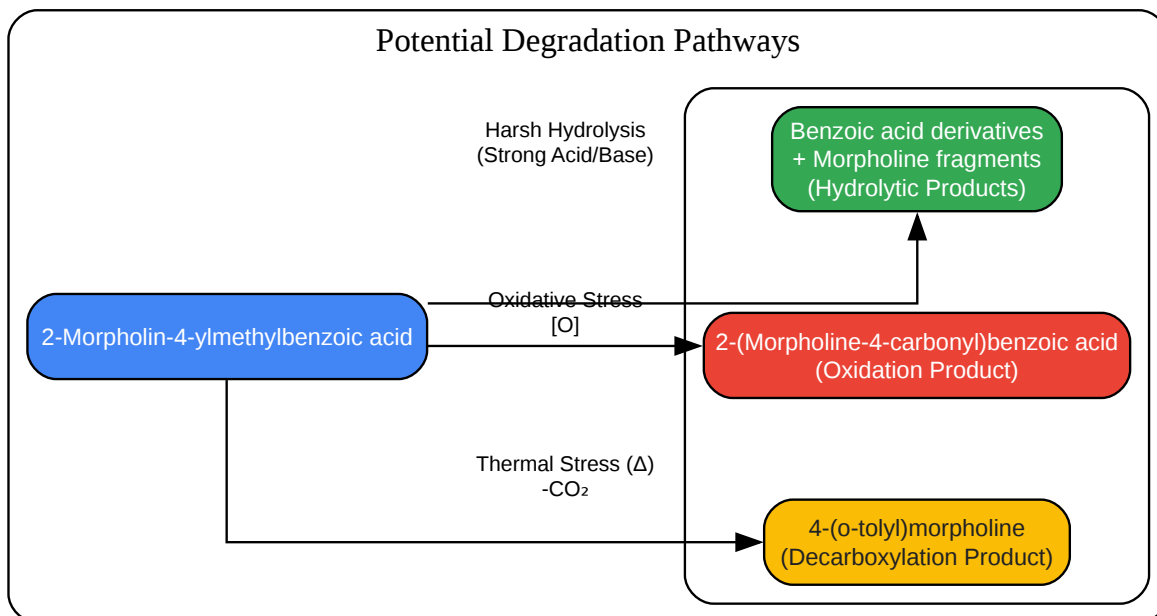 Potential Degradation Pathways
Harsh Hydrolysis
(Strong Acid/Base)
Benzoic acid derivatives
+ Morpholine fragments
(Hydrolytic Products)
2-Morpholin-4-ylmethylbenzoic acid
Oxidative Stress
[O]
2-(Morpholine-4-carbonyl)benzoic acid
(Oxidation Product)
Thermal Stress (Δ)
-CO₂
4-(o-tolyl)morpholine
(Decarboxylation Product)